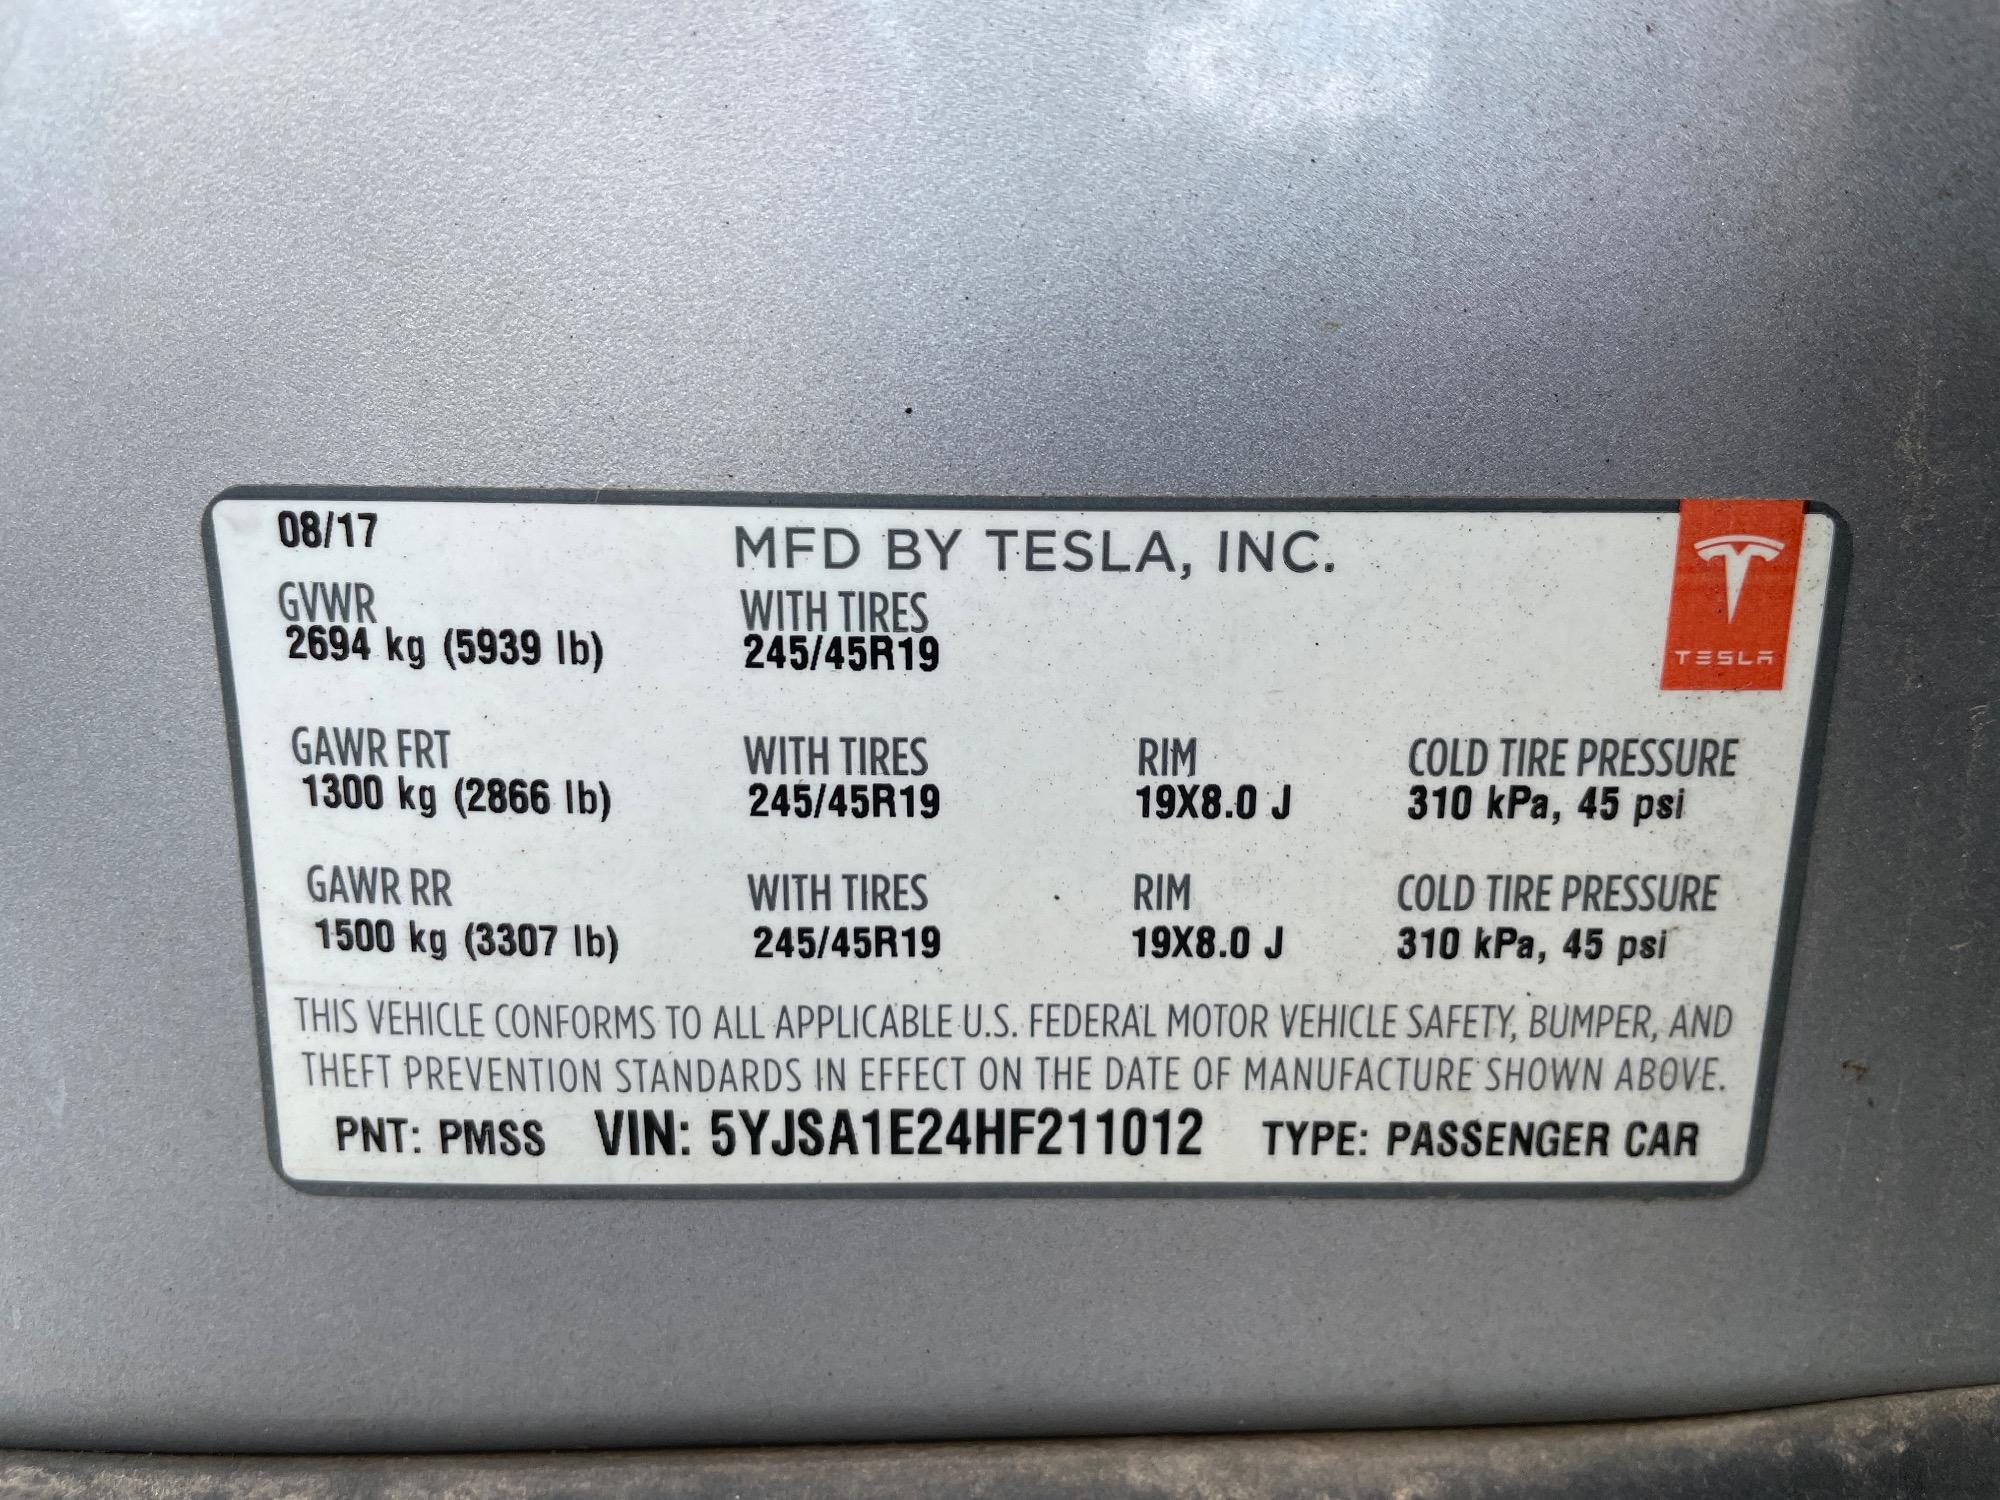 08/17
MFD BY TESLA, INC.
TESLA
GVWR WITH TIRES
2694 kg (5939 lb) 245/45R19
GAWR FRT WITH TIRES RIM COLD TIRE PRESSURE
1300 kg (2866 lb) 245/45R19 19X8.0 J 310 kPa, 45 psi
GAWR RR WITH TIRES RIM COLD TIRE PRESSURE
1500 kg (3307 lb) 245/45R19 19X8.0 J 310 kPa, 45 psi
THIS VEHICLE CONFORMS TO ALL APPLICABLE U.S. FEDERAL MOTOR VEHICLE SAFETY, BUMPER, AND
THEFT PREVENTION STANDARDS IN EFFECT ON THE DATE OF MANUFACTURE SHOWN ABOVE.
PNT: PMSS VIN: 5YJSA1E24HF211012 TYPE: PASSENGER CAR